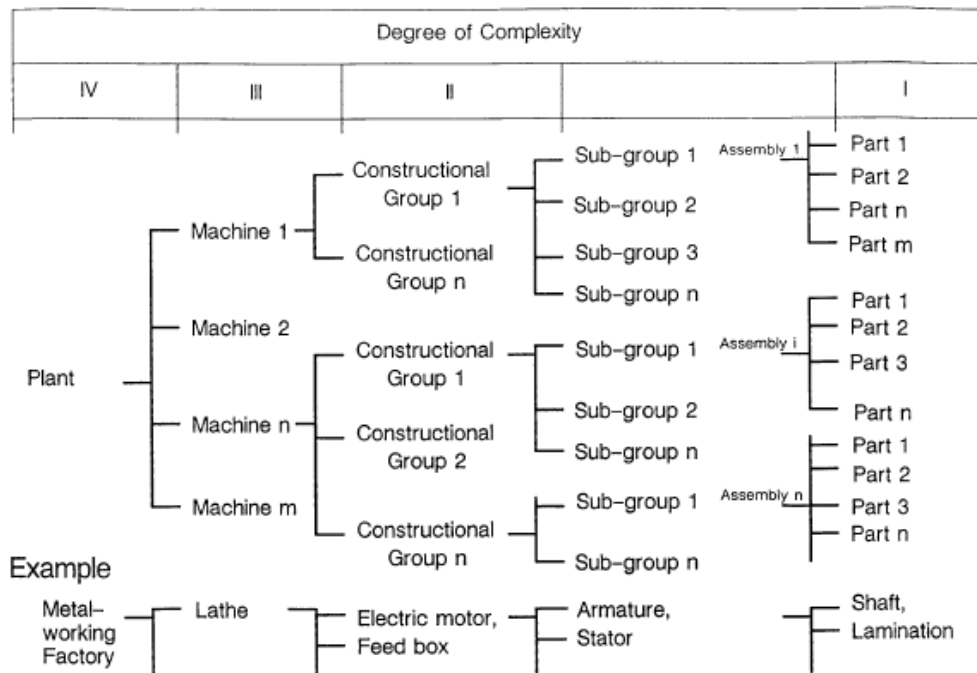 Degree of Complexity
IV III II I
Constructional
Group 1
Sub-group 1
Assembly 1
Part 1
Part 2
Sub-group 2
Part n
Machine 1
Constructional
Group n
Sub-group 3
Part m
Sub-group n
Part 1
Machine 2
Constructional
Group 1
Sub-group 1
Assembly i
Part 2
Part 3
Plant
Sub-group 2
Part n
Machine n
Constructional
Group 2
Sub-group n
Part 1
Part 2
Machine m
Constructional
Group n
Sub-group 1
Assembly n
Part 3
Part n
Sub-group n
Example
Metal-
working
Factory
Lathe
Electric motor,
Feed box
Armature,
Stator
Shaft,
Lamination